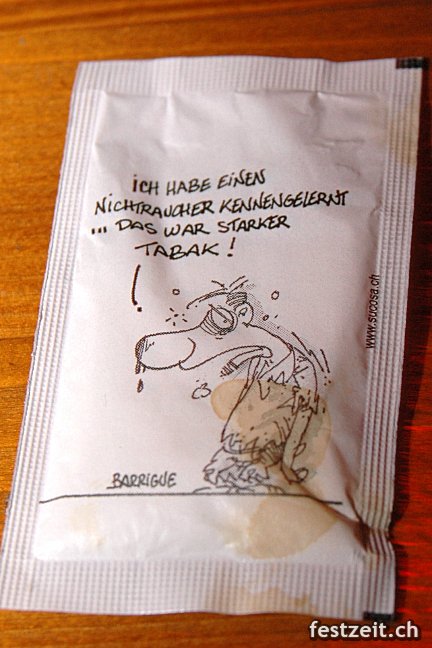 iCH HABE EiNEN
NiCHTRAUCHER KENNENGELERNT
... DAS WAR STARKER
TABAK!
www.sucosa.ch
BARRIGUE
festzeit.ch